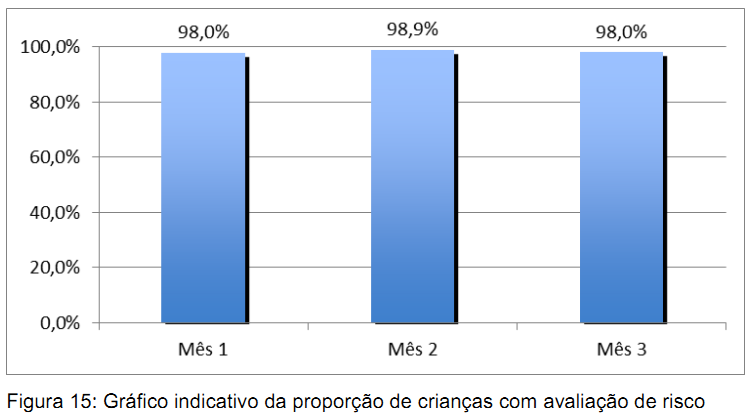 98,0% 98,9% 98,0%
100,0%
80,0%
60,0%
40,0%
20,0%
0,0%
Mês 1 Mês 2 Mês 3
Figura 15: Gráfico indicativo da proporção de crianças com avaliação de risco